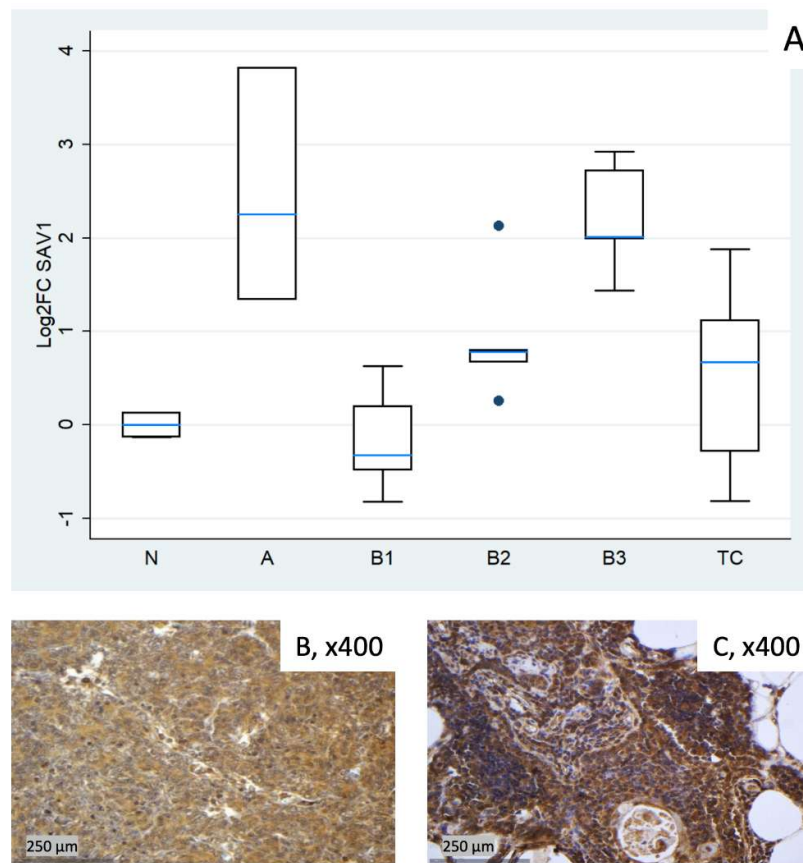 A
4
3
2
1
0
-1
Log2FC SAV1
N A B1 B2 B3 TC
B, x400
C, x400
250 µm
250 µm